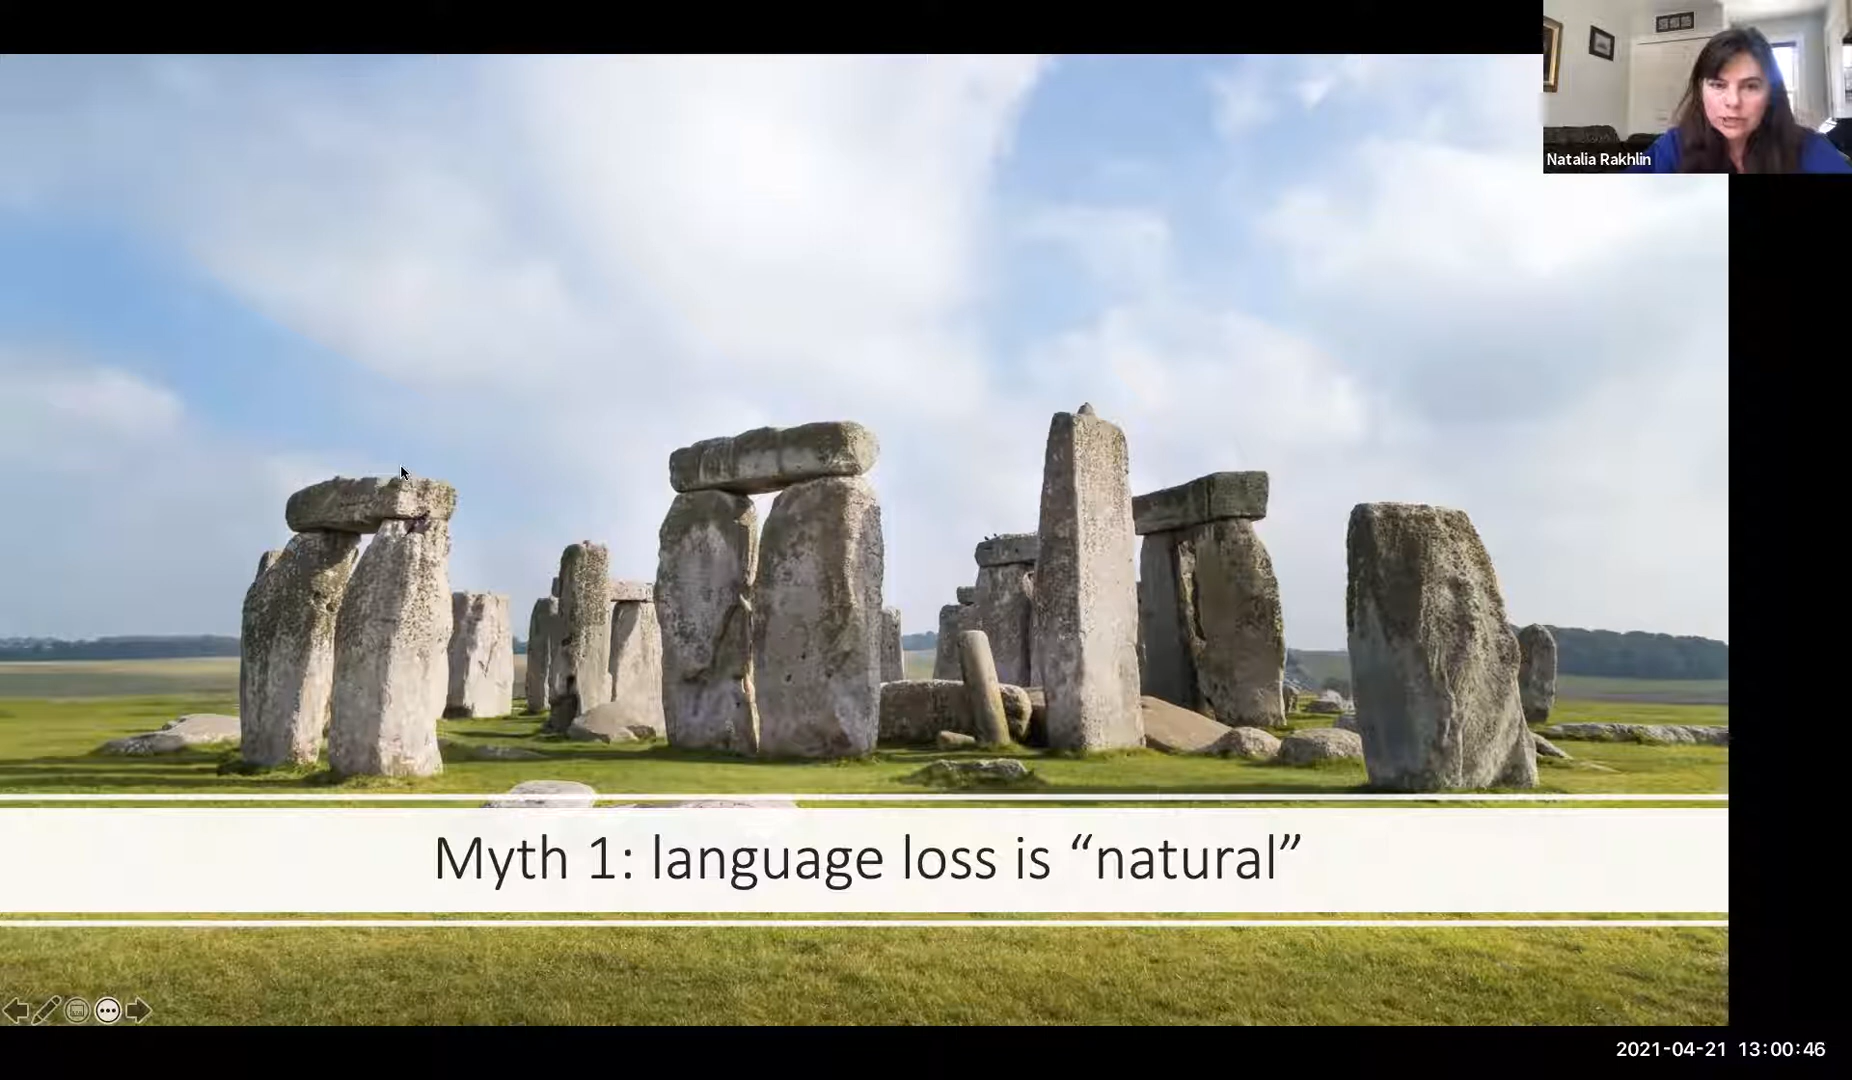 Natalia Rakhlin
Myth 1: language loss is “natural”
2021-04-21 13:00:46